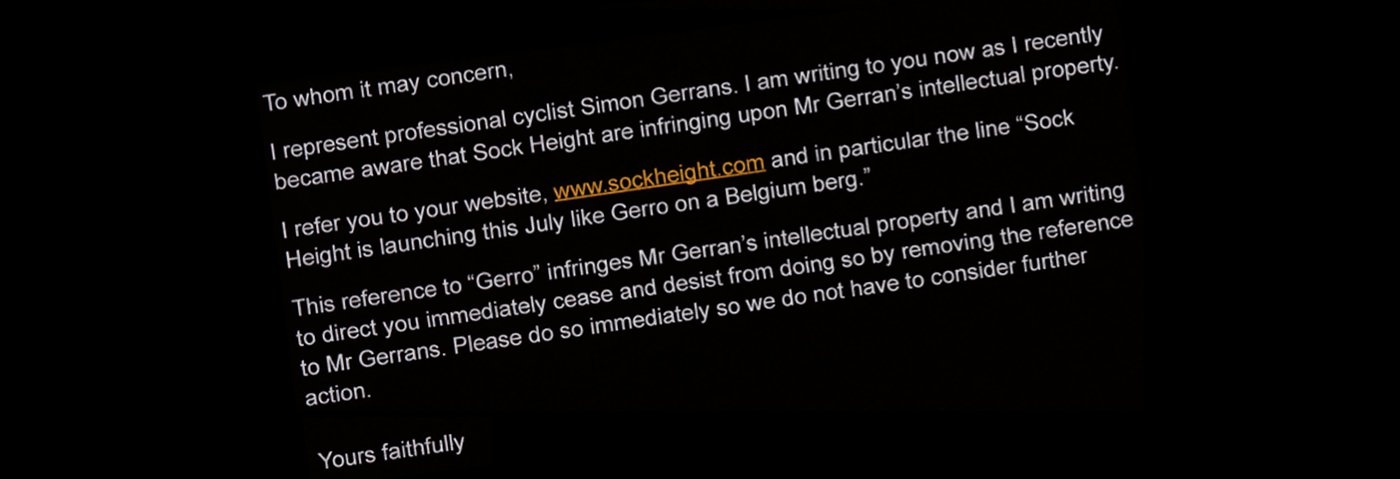 To whom it may concern,
I represent professional cyclist Simon Gerrans. I am writing to you now as I recently
became aware that Sock Height are infringing upon Mr Gerran’s intellectual property.
I refer you to your website, www.sockheight.com and in particular the line “Sock
Height is launching this July like Gerro on a Belgium berg.”
This reference to “Gerro” infringes Mr Gerran’s intellectual property and I am writing
to direct you immediately cease and desist from doing so by removing the reference
to Mr Gerrans. Please do so immediately so we do not have to consider further
action.
Yours faithfully